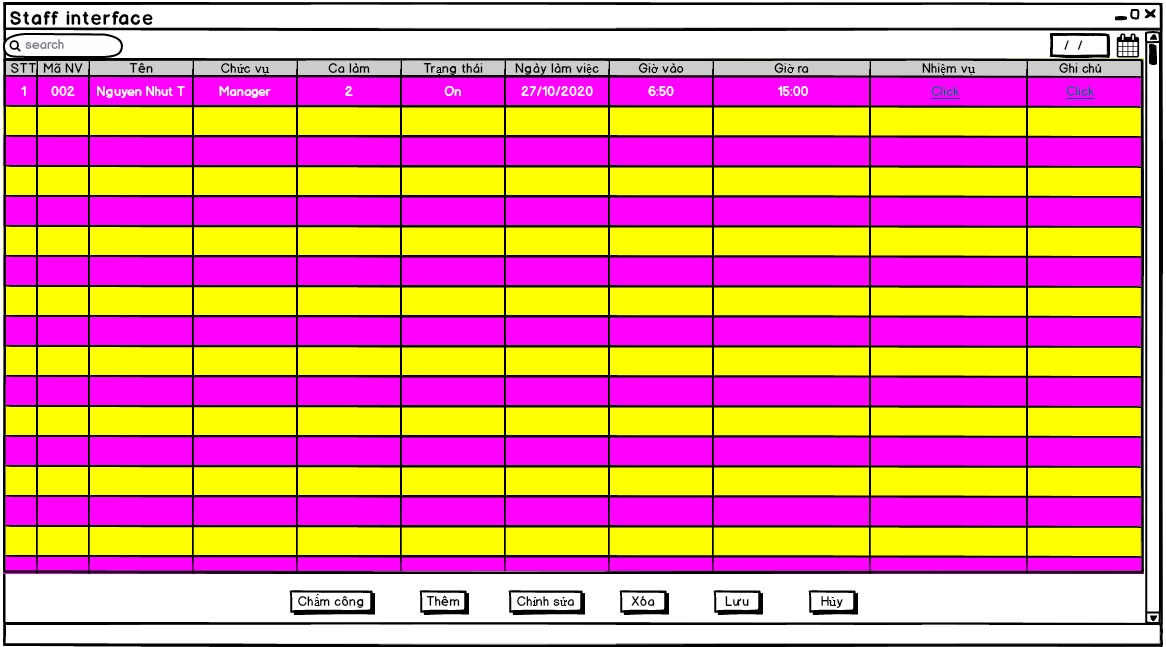 Staff interface
search
/ /
STT Mã NV Tên Chức vụ Ca làm Trạng thái Ngày làm việc Giờ vào Giờ ra Nhiệm vụ Ghi chú
1 002 Nguyen Nhut T Manager 2 On 27/10/2020 6:50 15:00 Click Click
Chấm công Thêm Chỉnh sửa Xóa Lưu Hủy